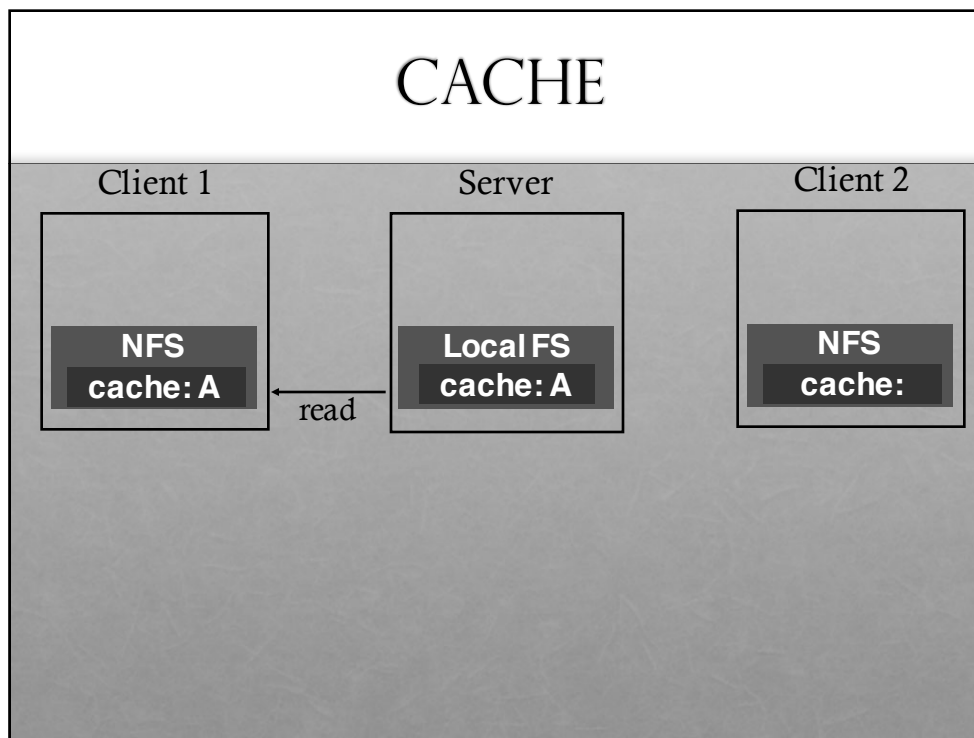 CACHE
Client 1
Server
Client 2
NFS
cache: A
Local FS
cache: A
NFS
cache:
read